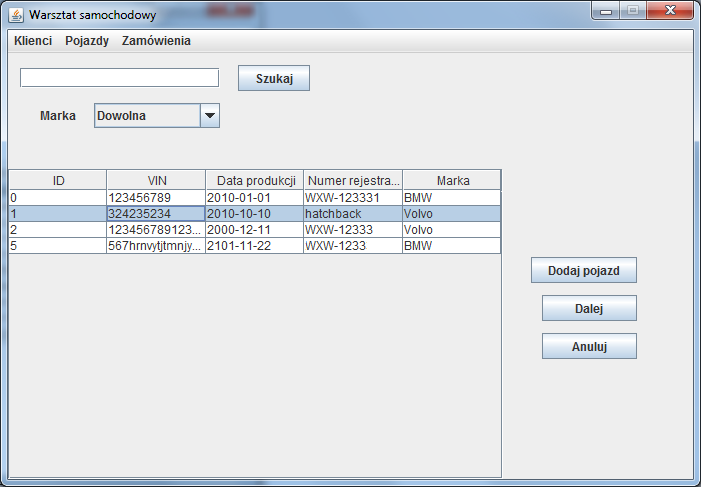 Warsztat samochodowy
Klienci Pojazdy Zamówienia
Szukaj
Marka Dowolna
ID VIN Data produkcji Numer rejestra... Marka
0 123456789 2010-01-01 WXW-123331 BMW
1 324235234 2010-10-10 hatchback Volvo
2 123456789123... 2000-12-11 WXW-12333 Volvo
5 567hrnvytjtmnjy... 2101-11-22 WXW-1233 BMW
Dodaj pojazd
Dalej
Anuluj